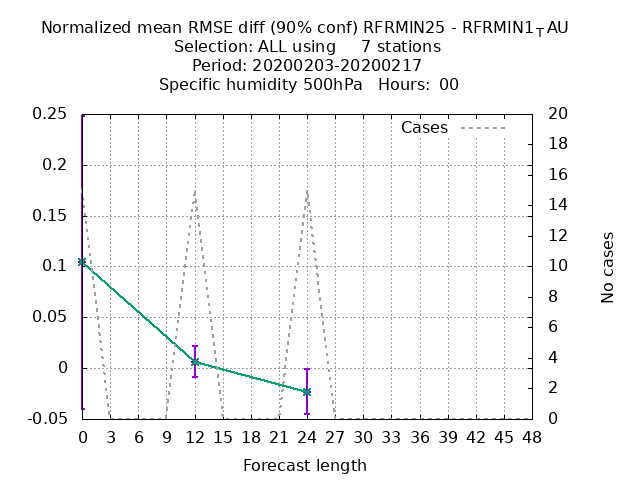 Normalized mean RMSE diff (90% conf) RFRMIN25 - RFRMIN1TAU
Selection: ALL using 7 stations
Period: 20200203-20200217
Specific humidity 500hPa Hours: 00
Cases
0.25
0.2
0.15
0.1
0.05
0
-0.05
20
18
16
14
12
10
8
6
4
2
0
No cases
0 3 6 9 12 15 18 21 24 27 30 33 36 39 42 45 48
Forecast length